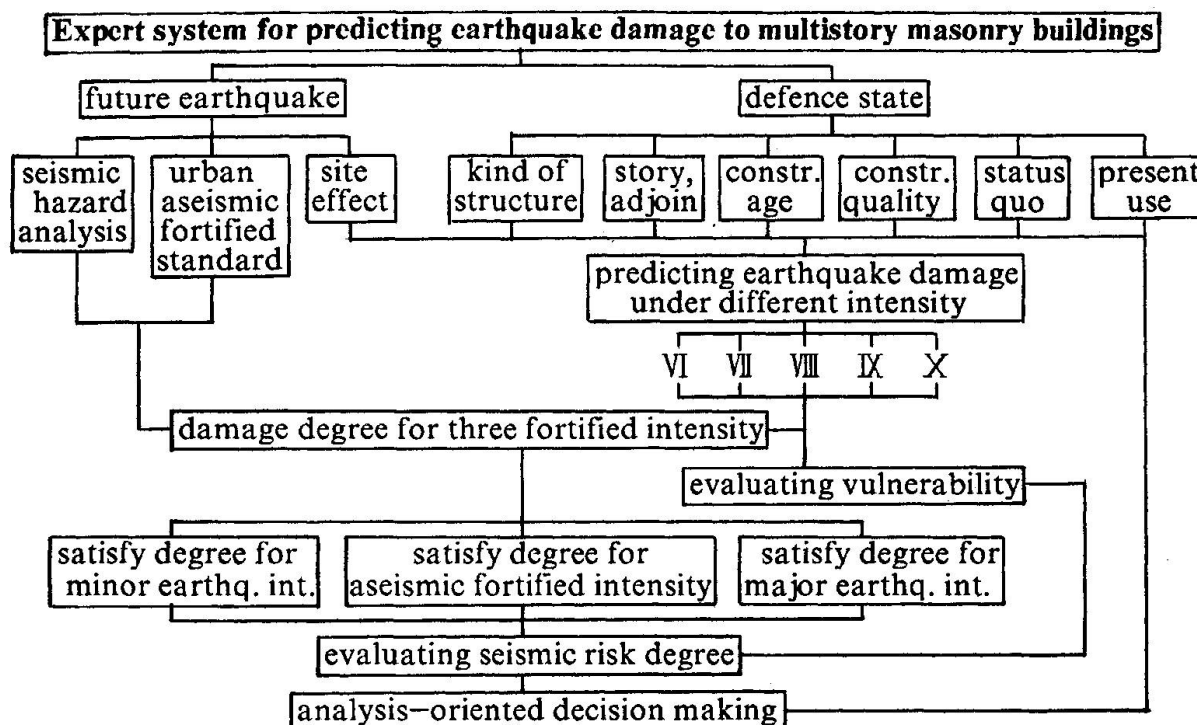 Expert system for predicting earthquake damage to multistory masonry buildings
future earthquake
defence state
seismic
hazard
analysis
urban
aseismic
fortified
standard
site
effect
kind of
structure
story,
adjoin
constr.
age
constr.
quality
status
quo
present
use
predicting earthquake damage
under different intensity
VI VII VIII IX X
damage degree for three fortified intensity
evaluating vulnerability
satisfy degree for
minor earthq. int.
satisfy degree for
aseismic fortified intensity
satisfy degree for
major earthq. int.
evaluating seismic risk degree
analysis-oriented decision making